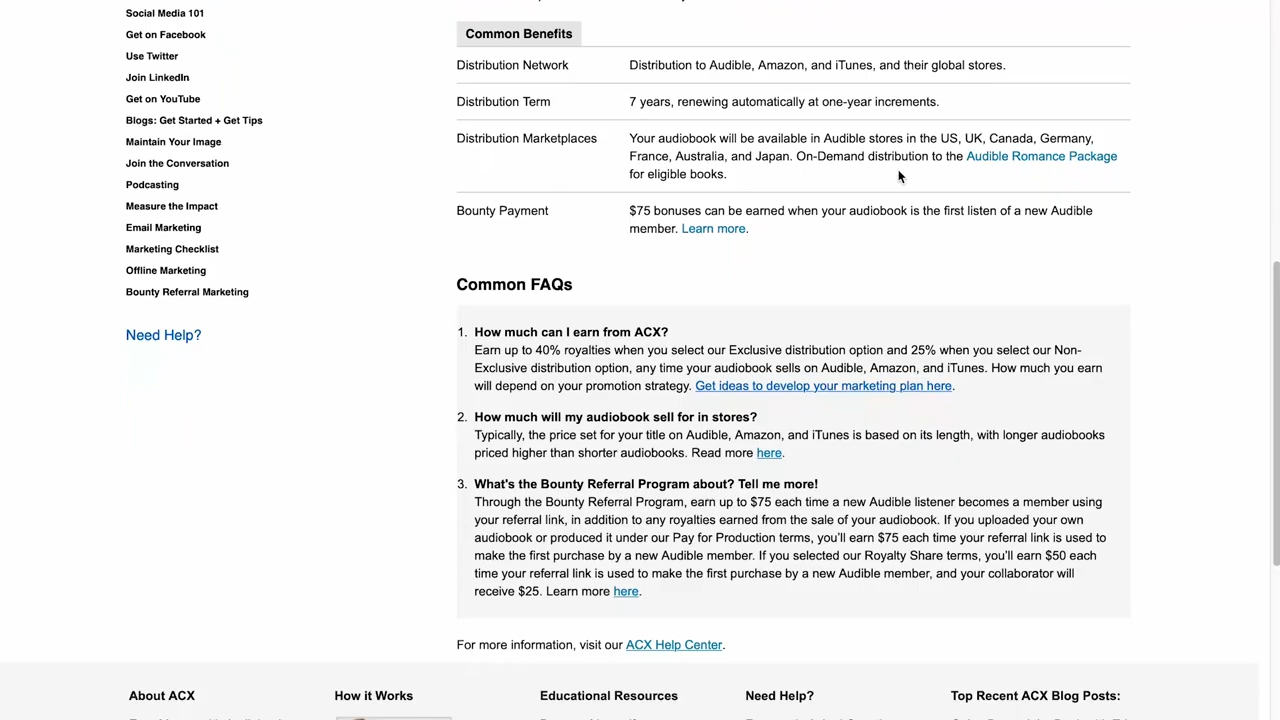 Social Media 101
Get on Facebook
Use Twitter
Join LinkedIn
Get on YouTube
Blogs: Get Started + Get Tips
Maintain Your Image
Join the Conversation
Podcasting
Measure the Impact
Email Marketing
Marketing Checklist
Offline Marketing
Bounty Referral Marketing
Need Help?
Common Benefits
Distribution Network Distribution to Audible, Amazon, and iTunes, and their global stores.
Distribution Term 7 years, renewing automatically at one-year increments.
Distribution Marketplaces Your audiobook will be available in Audible stores in the US, UK, Canada, Germany,
France, Australia, and Japan. On-Demand distribution to the Audible Romance Package
for eligible books.
Bounty Payment $75 bonuses can be earned when your audiobook is the first listen of a new Audible
member. Learn more.
Common FAQs
1. How much can I earn from ACX?
Earn up to 40% royalties when you select our Exclusive distribution option and 25% when you select our Non-
Exclusive distribution option, any time your audiobook sells on Audible, Amazon, and iTunes. How much you earn
will depend on your promotion strategy. Get ideas to develop your marketing plan here.
2. How much will my audiobook sell for in stores?
Typically, the price set for your title on Audible, Amazon, and iTunes is based on its length, with longer audiobooks
priced higher than shorter audiobooks. Read more here.
3. What's the Bounty Referral Program about? Tell me more!
Through the Bounty Referral Program, earn up to $75 each time a new Audible listener becomes a member using
your referral link, in addition to any royalties earned from the sale of your audiobook. If you uploaded your own
audiobook or produced it under our Pay for Production terms, you'll earn $75 each time your referral link is used to
make the first purchase by a new Audible member. If you selected our Royalty Share terms, you'll earn $50 each
time your referral link is used to make the first purchase by a new Audible member, and your collaborator will
receive $25. Learn more here.
For more information, visit our ACX Help Center.
About ACX How it Works Educational Resources Need Help? Top Recent ACX Blog Posts: